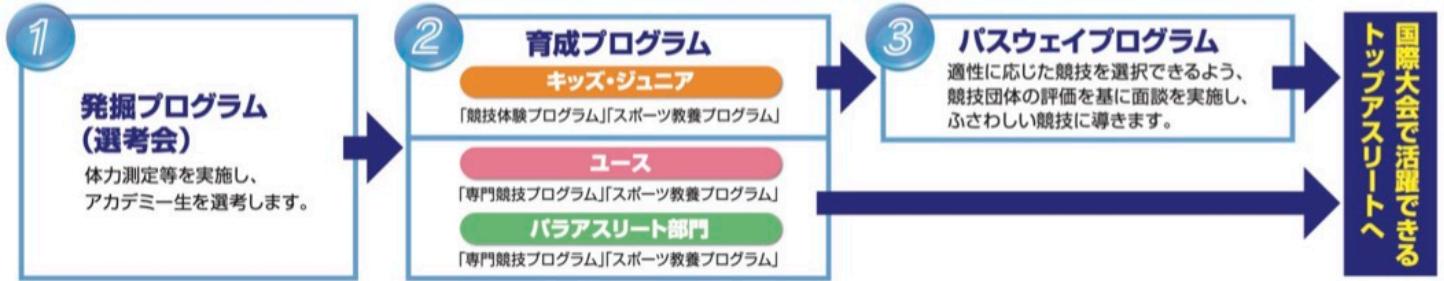 1
発掘プログラム
(選考会)
体力測定等を実施し、
アカデミー生を選考します。
2
育成プログラム
キッズ・ジュニア
「競技体験プログラム」「スポーツ教養プログラム」
ユース
「専門競技プログラム」「スポーツ教養プログラム」
パラアスリート部門
「専門競技プログラム」「スポーツ教養プログラム」
3
パスウェイプログラム
適性に応じた競技を選択できるよう、
競技団体の評価を基に面談を実施し、
ふさわしい競技に導きます。
国際大会で活躍できる
トップアスリートへ